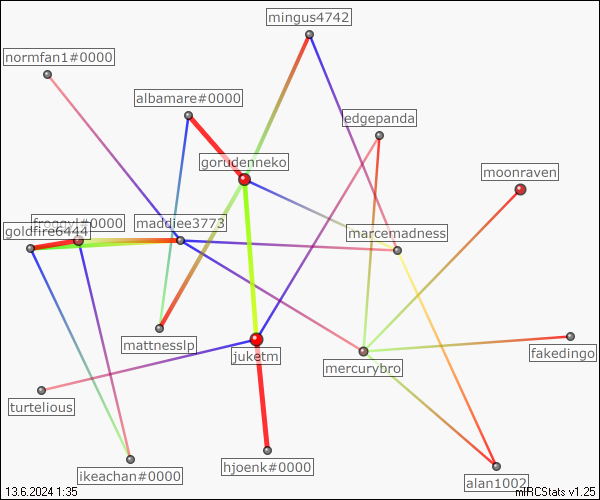 mingus4742
normfan1#0000
albamare#0000
edgepanda
gorudenneko
moonraven
froggyl#0000
maddiee3773
goldfire6444
marcemadness
mattnesslp
juketm
fakedingo
mercurybro
turtelious
hjoenk#0000
ikeachan#0000
alan1002
13.6.2024 1:35
mIRCStats v1.25